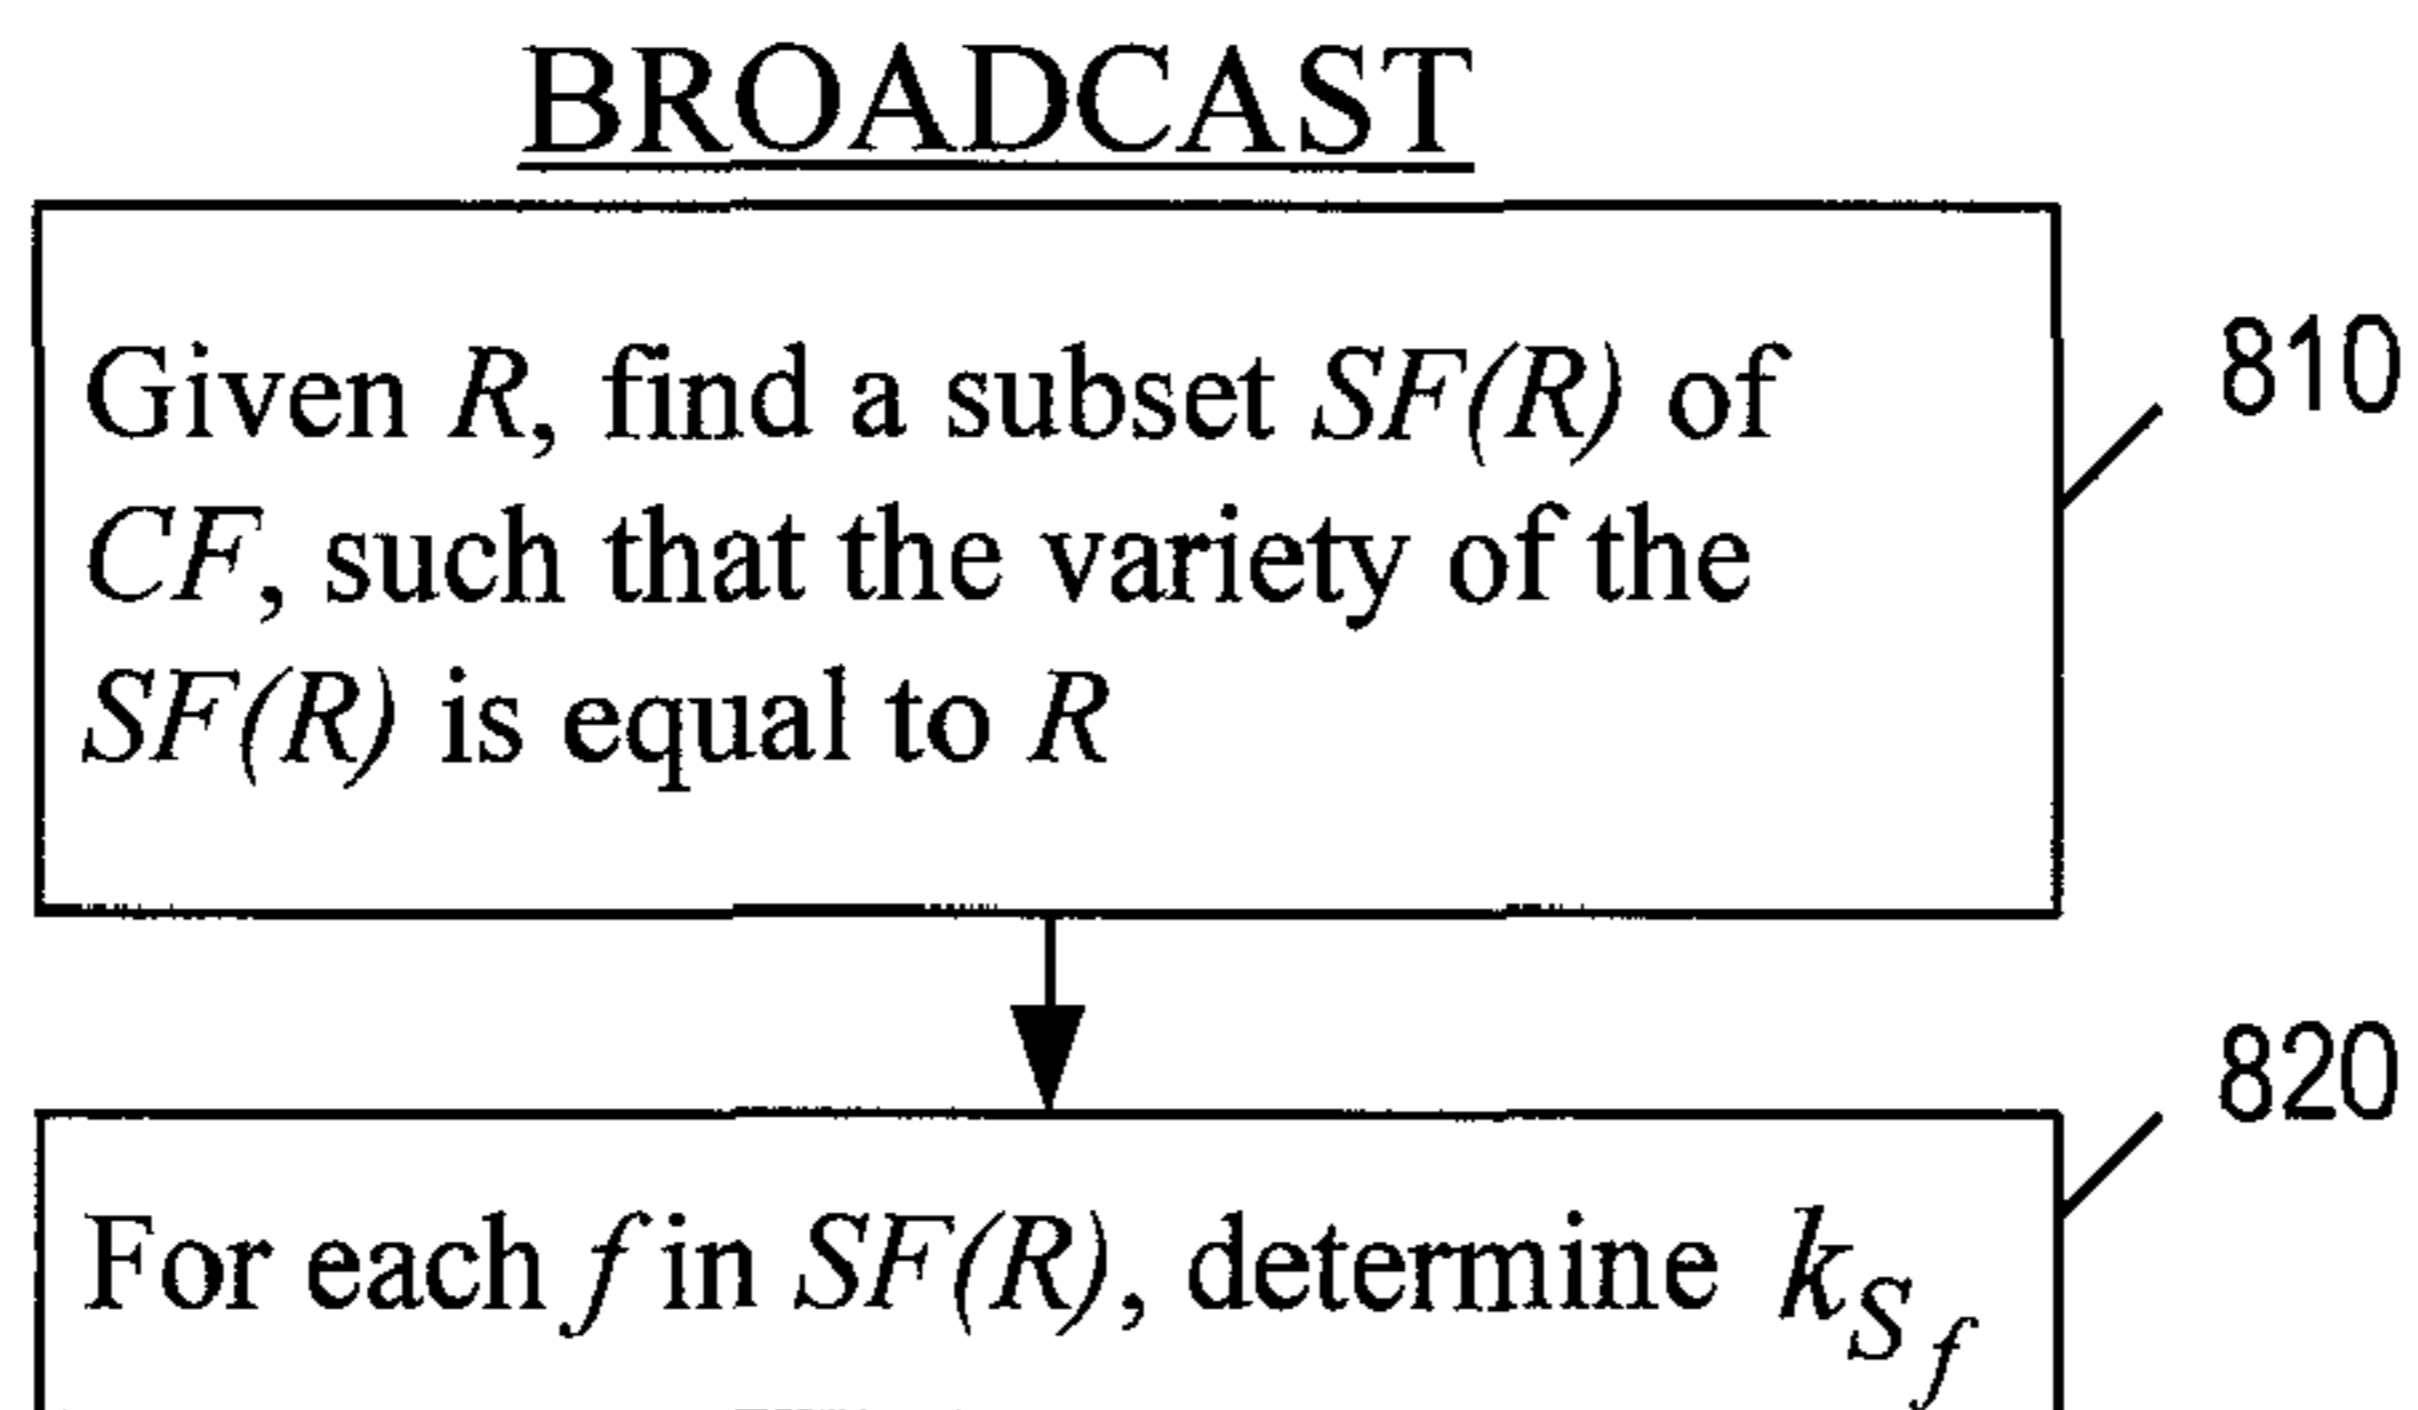 BROADCAST
Given R, find a subset SF(R) of
CF, such that the variety of the
SF(R) is equal to R
810
820
For each f in SF(R), determine k_{S_f}